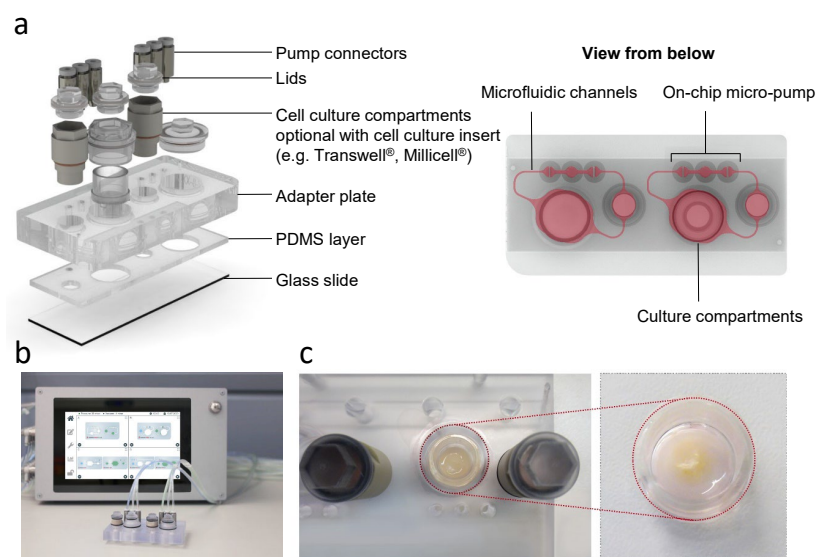 a
Pump connectors
Lids
Cell culture compartments
optional with cell culture insert
(e.g. Transwell®, Millicell®)
Adapter plate
PDMS layer
Glass slide
View from below
Microfluidic channels
On-chip micro-pump
Culture compartments
b
c